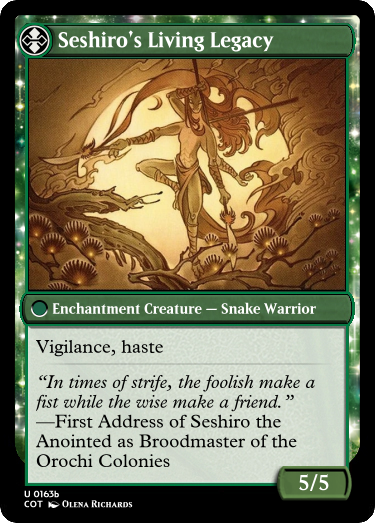 Seshiro's Living Legacy
Enchantment Creature — Snake Warrior
Vigilance, haste
“In times of strife, the foolish make a
fist while the wise make a friend.”
—First Address of Seshiro the
Anointed as Broodmaster of the
Orochi Colonies
5/5
U 0163b
COT Olena Richards